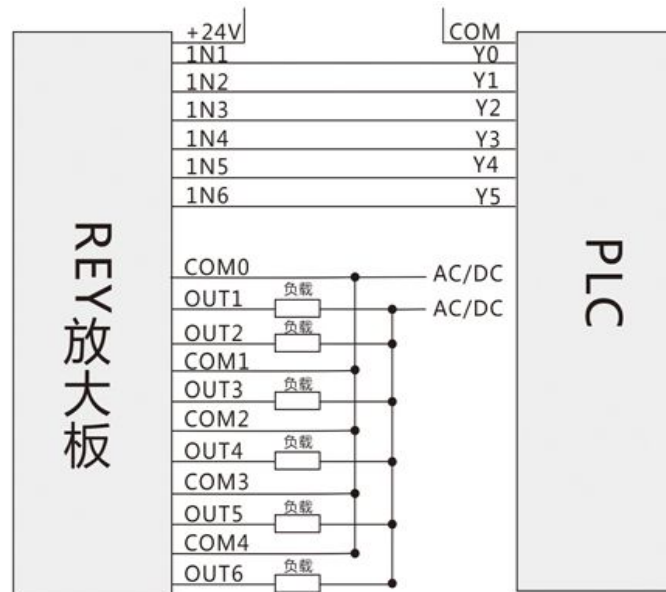 +24V
COM
1N1
Y0
1N2
Y1
1N3
Y2
1N4
Y3
1N5
Y4
1N6
Y5
REY放大板
PLC
COM0
AC/DC
OUT1
负载
AC/DC
OUT2
负载
COM1
OUT3
负载
COM2
OUT4
负载
COM3
OUT5
负载
COM4
OUT6
负载